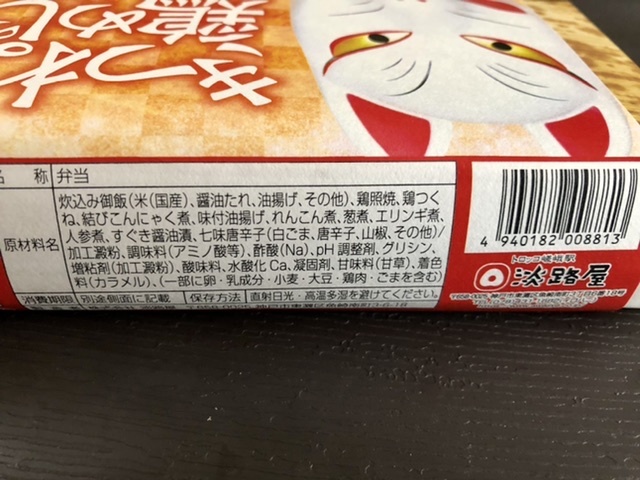 きつねの
鶏めし
名 称 弁当
原材料名
炊込み御飯(米(国産)、醤油たれ、油揚げ、その他)、鶏照焼、鶏つく
ね、結びこんにゃく煮、味付油揚げ、れんこん煮、葱煮、エリンギ煮、
人参煮、すぐき醤油漬、七味唐辛子(白ごま、唐辛子、山椒、その他)/
加工澱粉、調味料(アミノ酸等)、酢酸(Na)、pH調整剤、グリシン、
増粘剤(加工澱粉)、酸味料、水酸化Ca、凝固剤、甘味料(甘草)、着色
料(カラメル)、(一部に卵・乳成分・小麦・大豆・鶏肉・ごまを含む)
消費期限 別途側面に記載 保存方法 直射日光・高温多湿を避けてください。
4 940182 008813
トロッコ嵯峨駅
淡路屋